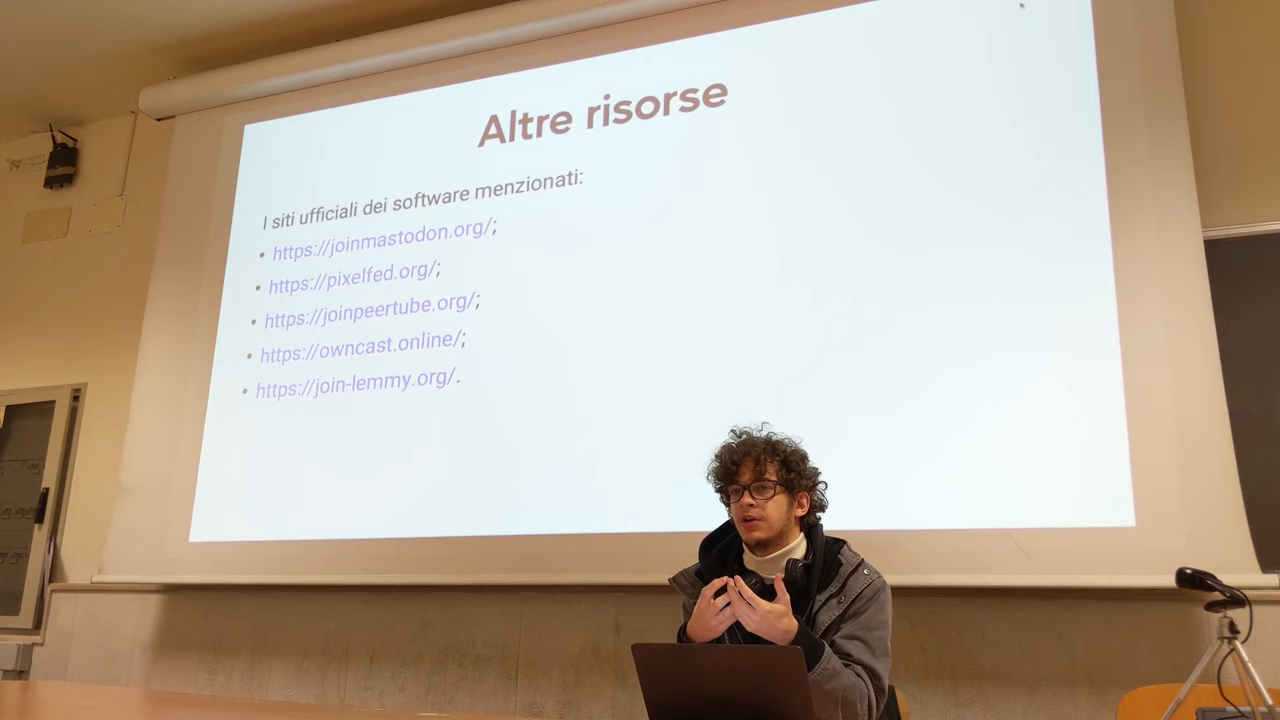 Altre risorse
I siti ufficiali dei software menzionati:
• https://joinmastodon.org/;
• https://pixelfed.org/;
• https://joinpeertube.org/;
• https://owncast.online/;
• https://join-lemmy.org/.